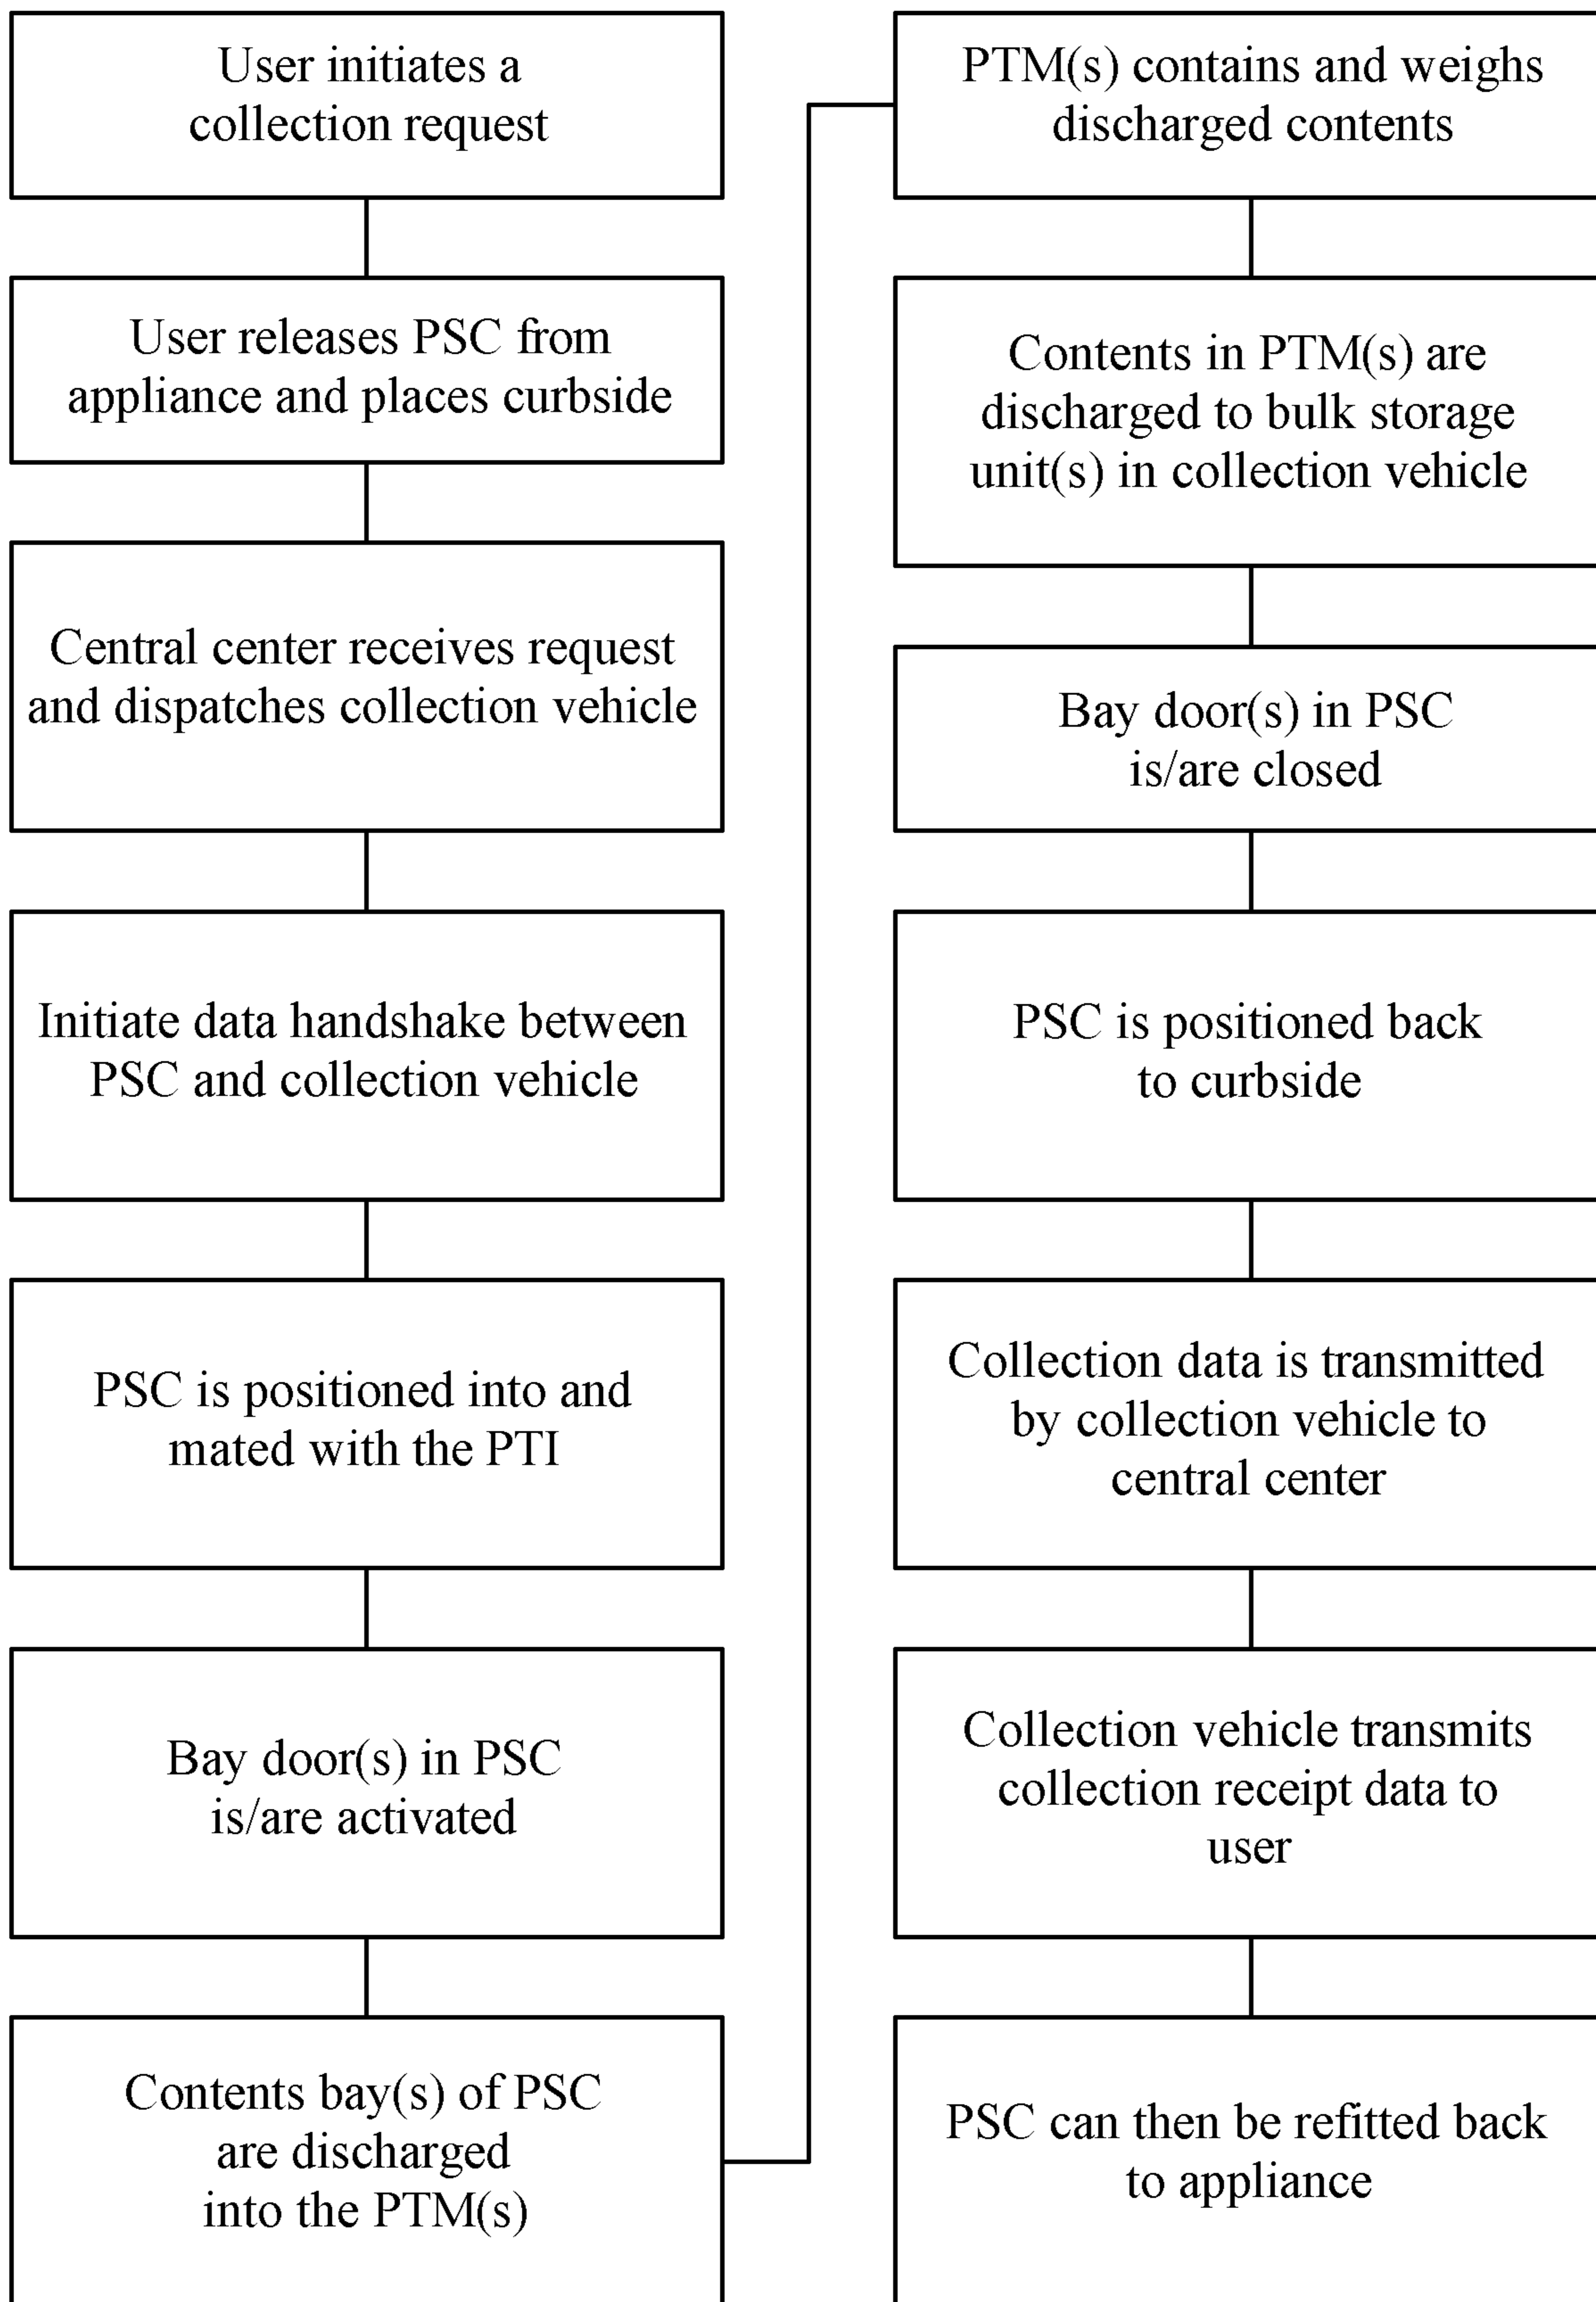 User initiates a
collection request
User releases PSC from
appliance and places curbside
Central center receives request
and dispatches collection vehicle
Initiate data handshake between
PSC and collection vehicle
PSC is positioned into and
mated with the PTI
Bay door(s) in PSC
is/are activated
Contents bay(s) of PSC
are discharged
into the PTM(s)
PTM(s) contains and weighs
discharged contents
Contents in PTM(s) are
discharged to bulk storage
unit(s) in collection vehicle
Bay door(s) in PSC
is/are closed
PSC is positioned back
to curbside
Collection data is transmitted
by collection vehicle to
central center
Collection vehicle transmits
collection receipt data to
user
PSC can then be refitted back
to appliance